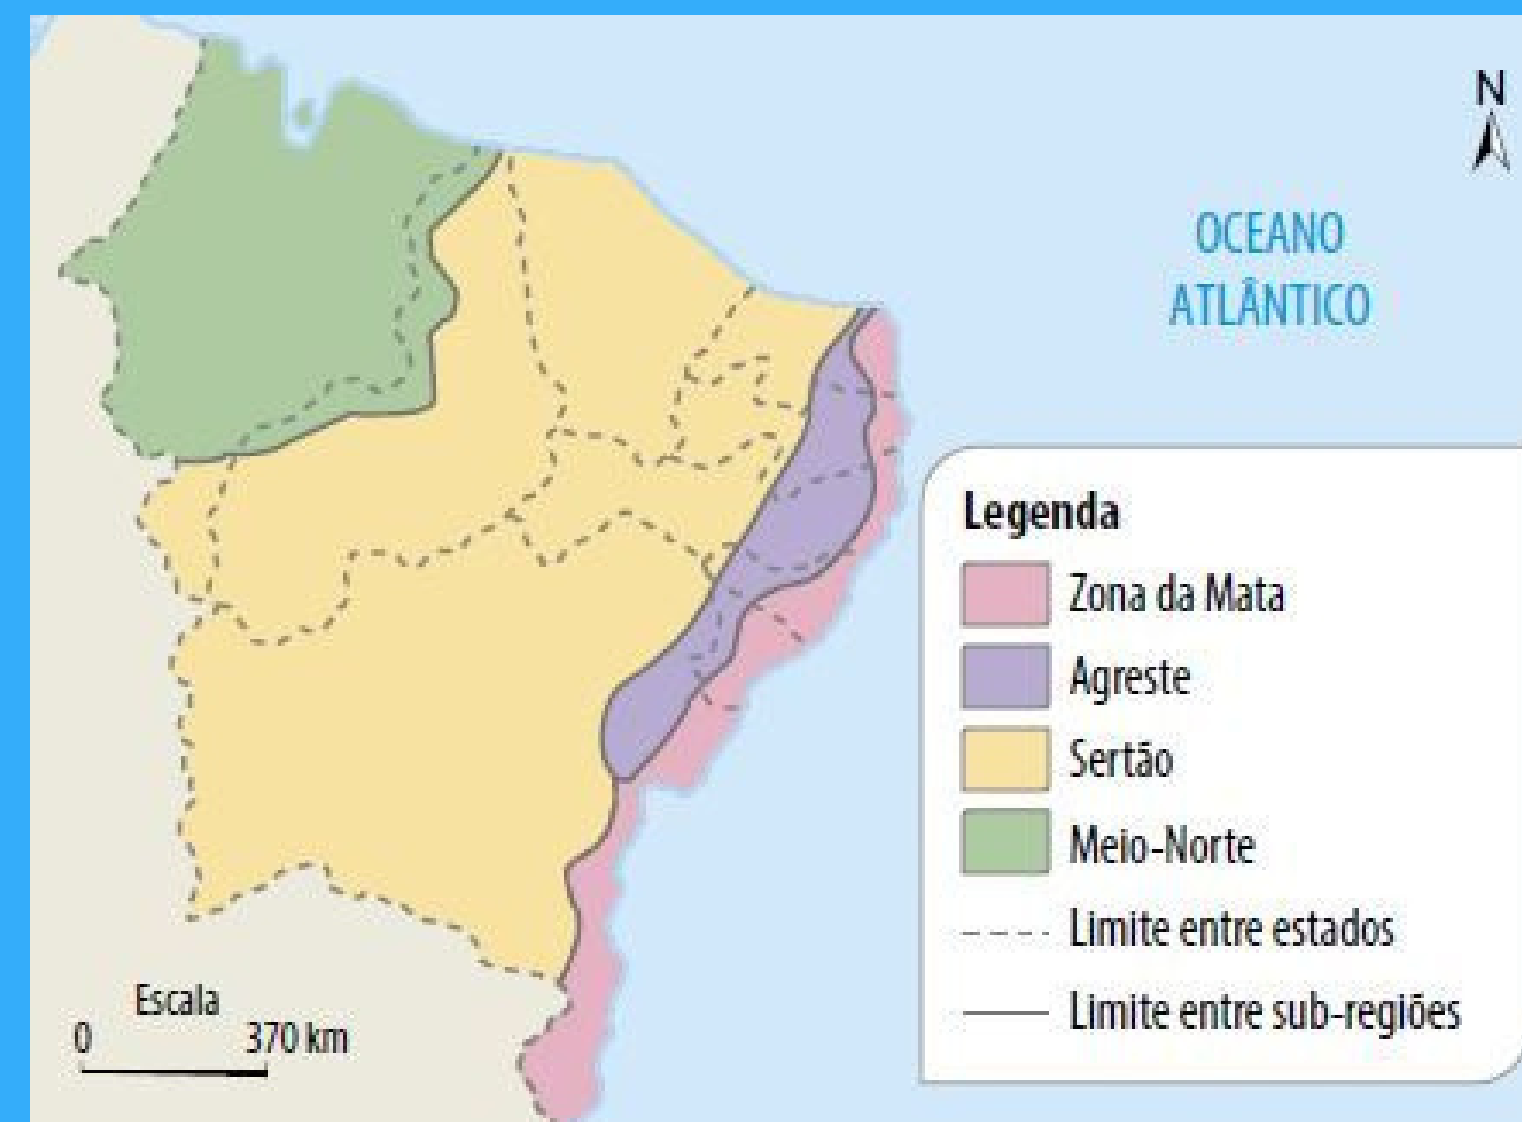 N
OCEANO
ATLÂNTICO
Legenda
Zona da Mata
Agreste
Sertão
Meio-Norte
Limite entre estados
Limite entre sub-regiões
Escala
0 370 km